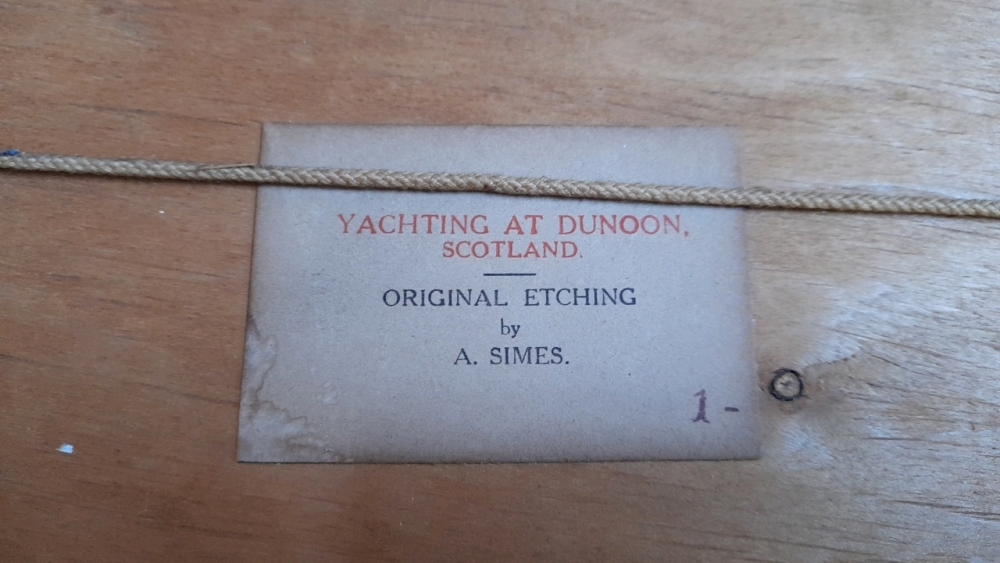 YACHTING AT DUNOON,
SCOTLAND.
ORIGINAL ETCHING
by
A. SIMES.
1 -